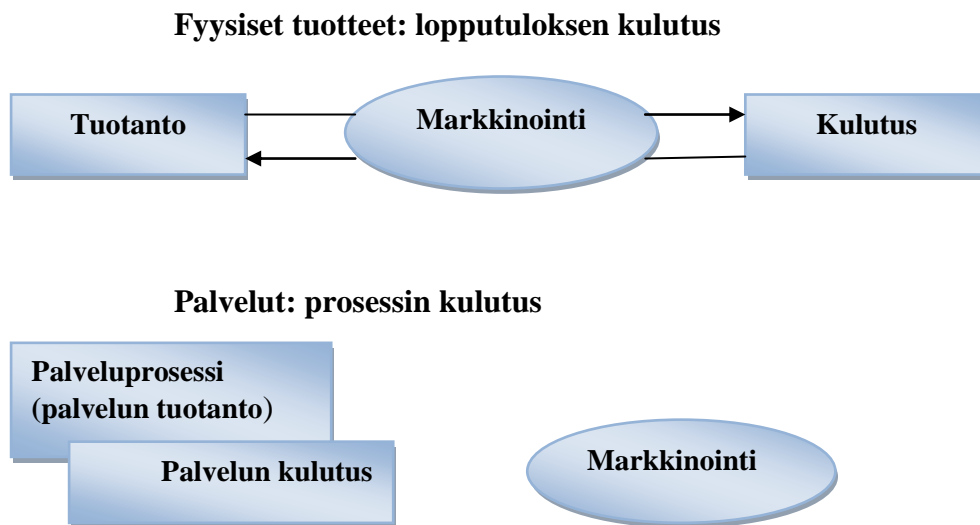 Fyysiset tuotteet: lopputuloksen kulutus
Tuotanto
Markkinointi
Kulutus
Palvelut: prosessin kulutus
Palveluprosessi
(palvelun tuotanto)
Palvelun kulutus
Markkinointi